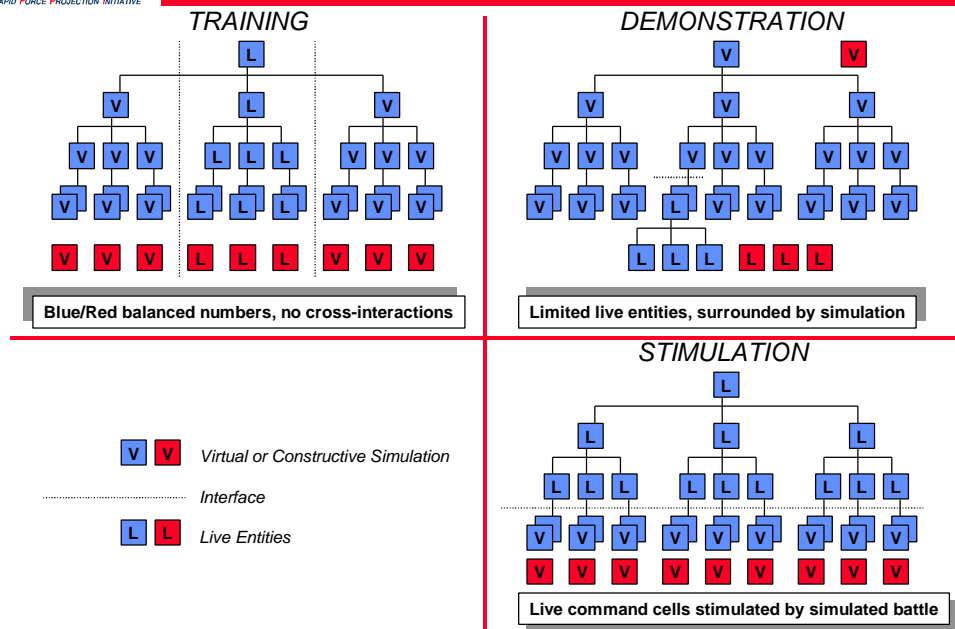 RAPID FORCE PROJECTION INITIATIVE
TRAINING
L
V L V
V V V L L L V V V
V V V L L L V V V
V V V L L L V V V
Blue/Red balanced numbers, no cross-interactions
DEMONSTRATION
V V
V V V
V V V V V V V V V
V V V L V V V V V
L L L L L L
Limited live entities, surrounded by simulation
V V Virtual or Constructive Simulation
Interface
L L Live Entities
STIMULATION
L
L L L
L L L L L L L L L
V V V V V V V V V
V V V V V V V V V
Live command cells stimulated by simulated battle